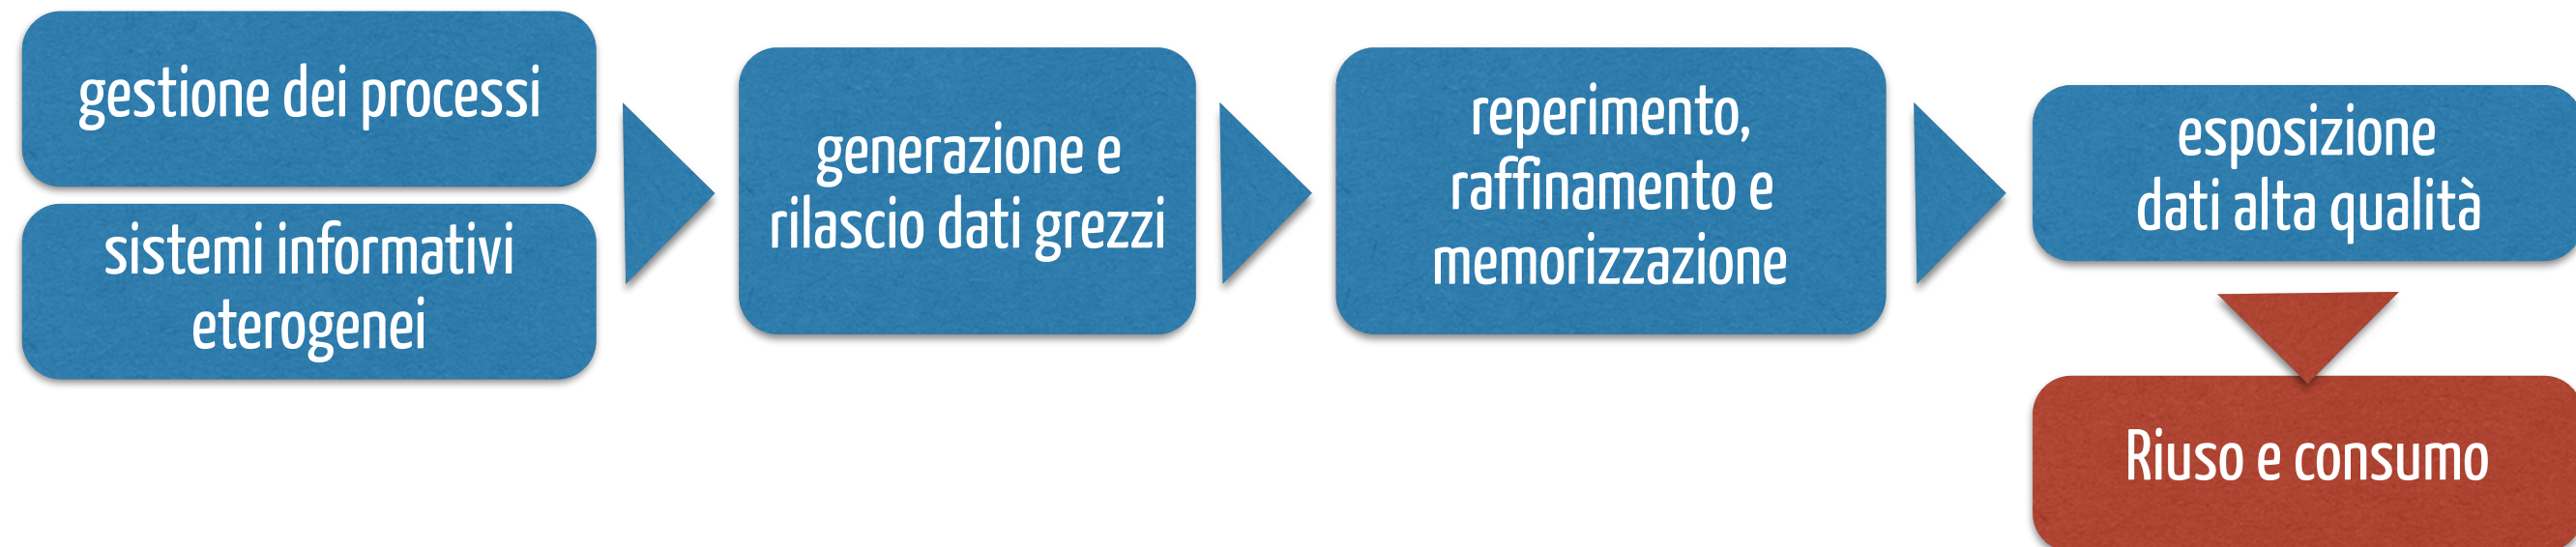 gestione dei processi
sistemi informativi
eterogenei
generazione e
rilascio dati grezzi
reperimento,
raffinamento e
memorizzazione
esposizione
dati alta qualità
Riuso e consumo